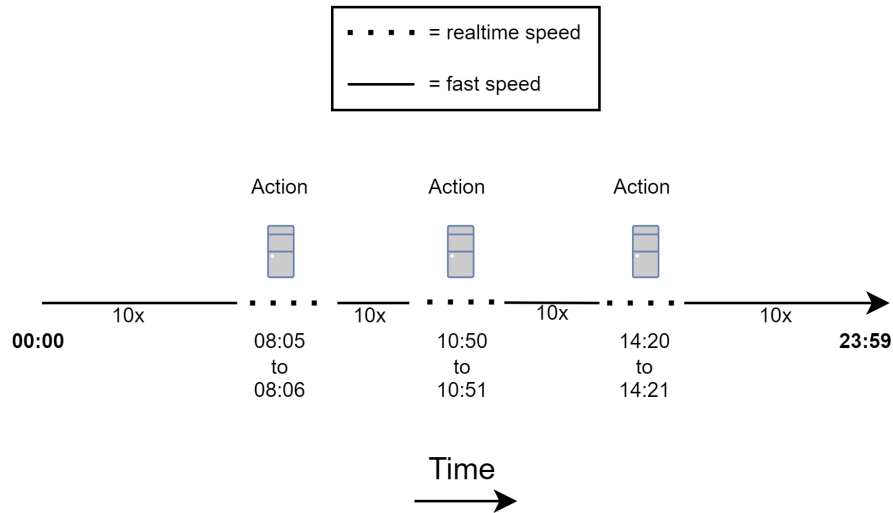 = realtime speed
= fast speed
Action Action Action
10x 10x 10x 10x
00:00 08:05 10:50 14:20 23:59
to to to
08:06 10:51 14:21
Time